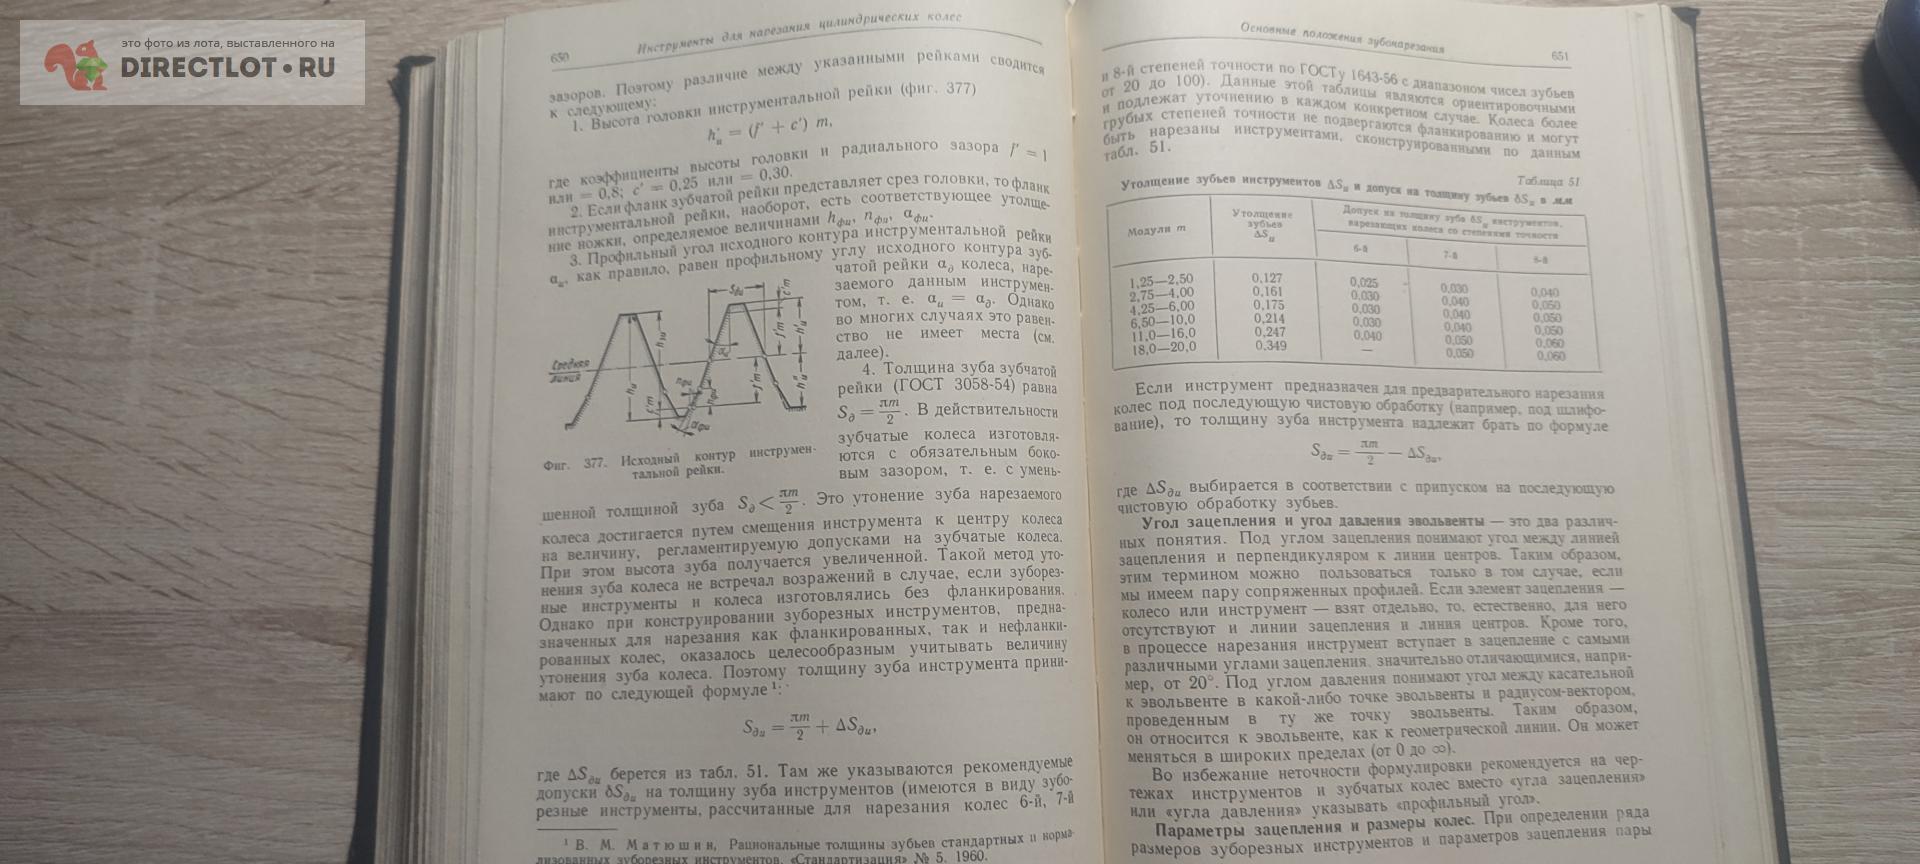 это фото из лота, выставленного на
DIRECTLOT•RU
650
Инструменты для нарезания цилиндрических колес
зазоров. Поэтому различие между указанными рейками сводится
к следующему:
1. Высота головки инструментальной рейки (фиг. 377)
h'и = (f' + c') m,
где коэффициенты высоты головки и радиального зазора f' = 1
или = 0,8; c' = 0,25 или = 0,30.
2. Если фланк зубчатой рейки представляет срез головки, то фланк
инструментальной рейки, наоборот, есть соответствующее утолще-
ние ножки, определяемое величинами hфи, nфи, αфи.
3. Профильный угол исходного контура инструментальной рейки
αи, как правило, равен профильному углу исходного контура зуб-
чатой рейки α∂ колеса, наре-
заемого данным инструмен-
том, т. е. αи = α∂. Однако
во многих случаях это равен-
ство не имеет места (см.
далее).
4. Толщина зуба зубчатой
рейки (ГОСТ 3058-54) равна
S∂ = πm/2. В действительности
зубчатые колеса изготовля-
ются с обязательным боко-
вым зазором, т. е. с умень-
Средняя
линия
Фиг. 377. Исходный контур инструмен-
тальной рейки.
шенной толщиной зуба S∂ < πm/2. Это утонение зуба нарезаемого
колеса достигается путем смещения инструмента к центру колеса
на величину, регламентируемую допусками на зубчатые колеса.
При этом высота зуба получается увеличенной. Такой метод уто-
нения зуба колеса не встречал возражений в случае, если зуборез-
ные инструменты и колеса изготовлялись без фланкирования.
Однако при конструировании зуборезных инструментов, предна-
значенных для нарезания как фланкированных, так и нефланки-
рованных колес, оказалось целесообразным учитывать величину
утонения зуба колеса. Поэтому толщину зуба инструмента прини-
мают по следующей формуле ¹:
S∂и = πm/2 + ΔS∂и,
где ΔS∂и берется из табл. 51. Там же указываются рекомендуемые
допуски δS∂и на толщину зуба инструментов (имеются в виду зубо-
резные инструменты, рассчитанные для нарезания колес 6-й, 7-й
¹ В. М. Матюшин, Рациональные толщины зубьев стандартных и норма-
лизованных зуборезных инструментов. «Стандартизация» № 5, 1960.
Основные положения зубонарезания
651
и 8-й степеней точности по ГОСТу 1643-56 с диапазоном чисел зубьев
от 20 до 100). Данные этой таблицы являются ориентировочными
и подлежат уточнению в каждом конкретном случае. Колеса более
грубых степеней точности не подвергаются фланкированию и могут
быть нарезаны инструментами, сконструированными по данным
табл. 51.
Таблица 51
Утолщение зубьев инструментов ΔSи и допуск на толщину зубьев δSи в мм
Модули m
Утолщение
зубьев
ΔSи
Допуск на толщину зуба δSи инструментов,
нарезающих колеса со степенями точности
6-й 7-й 8-й
1,25—2,50 0,127 0,025 0,030 0,040
2,75—4,00 0,161 0,030 0,040 0,050
4,25—6,00 0,175 0,030 0,040 0,050
6,50—10,0 0,214 0,030 0,040 0,050
11,0—16,0 0,247 0,040 0,050 0,060
18,0—20,0 0,349 — 0,050 0,060
Если инструмент предназначен для предварительного нарезания
колес под последующую чистовую обработку (например, под шлифо-
вание), то толщину зуба инструмента надлежит брать по формуле
S∂и = πm/2 − ΔS∂и,
где ΔS∂и выбирается в соответствии с припуском на последующую
чистовую обработку зубьев.
Угол зацепления и угол давления эвольвенты — это два различ-
ных понятия. Под углом зацепления понимают угол между линией
зацепления и перпендикуляром к линии центров. Таким образом,
этим термином можно пользоваться только в том случае, если
мы имеем пару сопряженных профилей. Если элемент зацепления —
колесо или инструмент — взят отдельно, то, естественно, для него
отсутствуют и линии зацепления и линия центров. Кроме того,
в процессе нарезания инструмент вступает в зацепление с самыми
различными углами зацепления, значительно отличающимися, напри-
мер, от 20°. Под углом давления понимают угол между касательной
к эвольвенте в какой-либо точке эвольвенты и радиусом-вектором,
проведенным в ту же точку эвольвенты. Таким образом,
он относится к эвольвенте, как к геометрической линии. Он может
меняться в широких пределах (от 0 до ∞).
Во избежание неточности формулировки рекомендуется на чер-
тежах инструментов и зубчатых колес вместо «угла зацепления»
или «угла давления» указывать «профильный угол».
Параметры зацепления и размеры колес. При определении ряда
размеров зуборезных инструментов и параметров зацепления пары